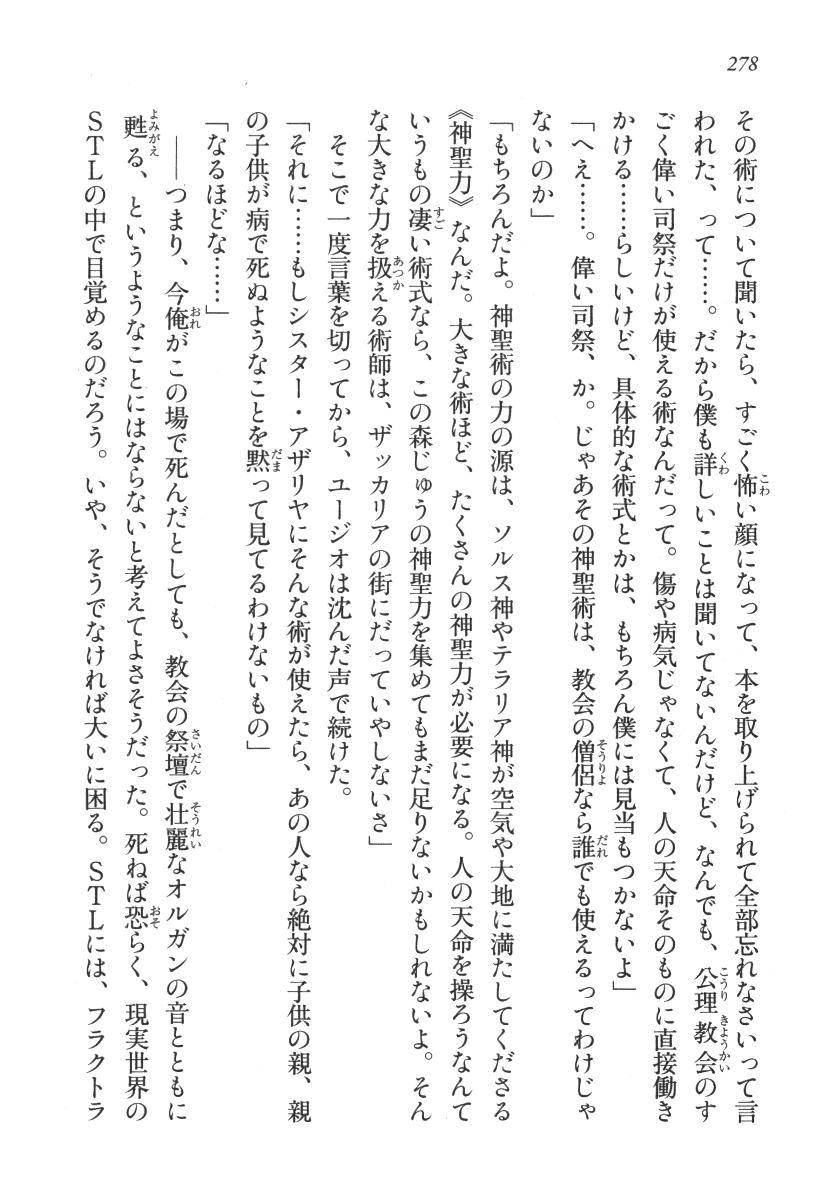 278
その術について聞いたら、すごく怖い顔になって、本を取り上げられて全部忘れなさいって言
われた、って……。だから僕も詳しいことは聞いてないんだけど、なんでも、公理教会のす
ごく偉い司祭だけが使える術なんだって。傷や病気じゃなくて、人の天命そのものに直接働き
かける……らしいけど、具体的な術式とかは、もちろん僕には見当もつかないよ」
「へえ……。偉い司祭、か。じゃあその神聖術は、教会の僧侶なら誰でも使えるってわけじゃ
ないのか」
「もちろんだよ。神聖術の力の源は、ソルス神やテラリア神が空気や大地に満たしてくださる
《神聖力》なんだ。大きな術ほど、たくさんの神聖力が必要になる。人の天命を操ろうなんて
いうもの凄い術式なら、この森じゅうの神聖力を集めてもまだ足りないかもしれないよ。そん
な大きな力を扱える術師は、ザッカリアの街にだっていやしないさ」
そこで一度言葉を切ってから、ユージオは沈んだ声で続けた。
「それに……もしシスター・アザリヤにそんな術が使えたら、あの人なら絶対に子供の親、親
の子供が病で死ぬようなことを黙って見てるわけないもの」
「なるほどな……」
――つまり、今俺がこの場で死んだとしても、教会の祭壇で壮麗なオルガンの音とともに
甦る、というようなことにはならないと考えてよさそうだった。死ねば恐らく、現実世界の
ＳＴＬの中で目覚めるのだろう。いや、そうでなければ大いに困る。ＳＴＬには、フラクトラ